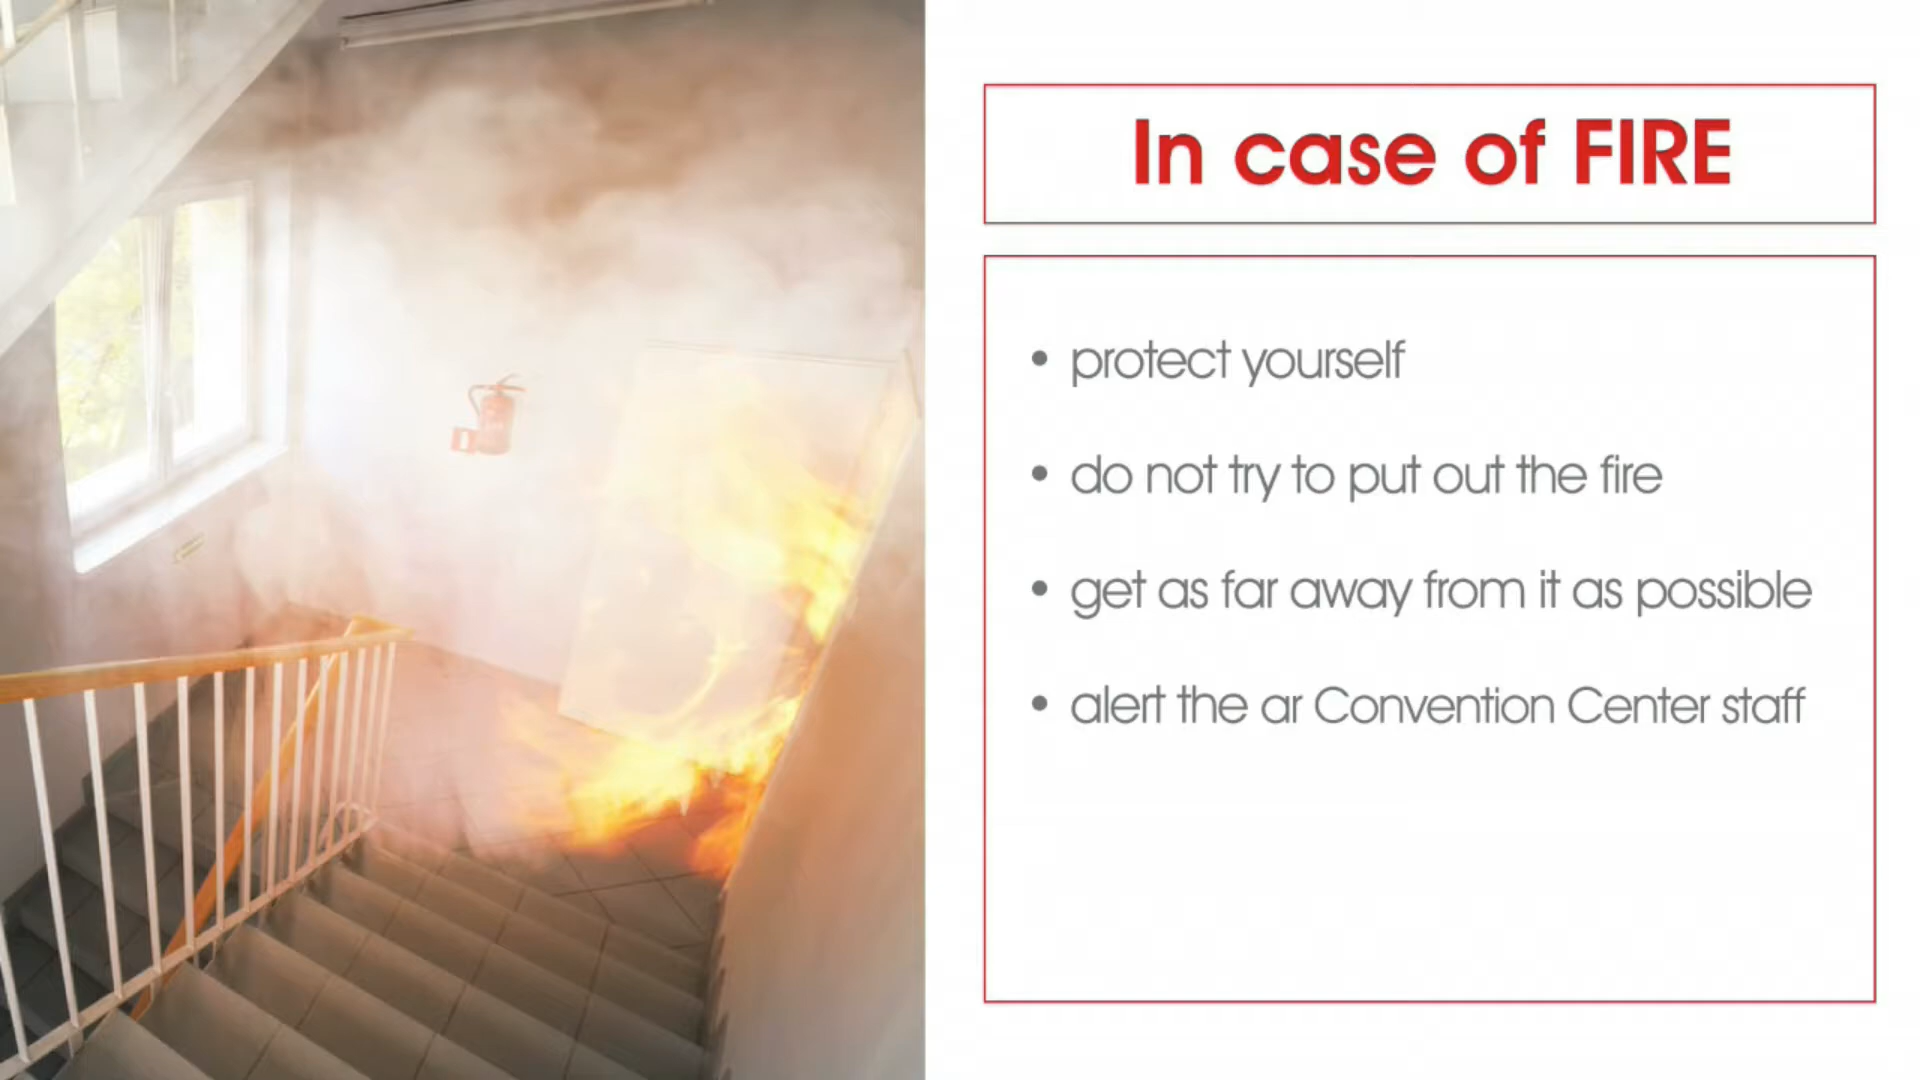 In case of FIRE
• protect yourself
• do not try to put out the fire
• get as far away from it as possible
• alert the ar Convention Center staff